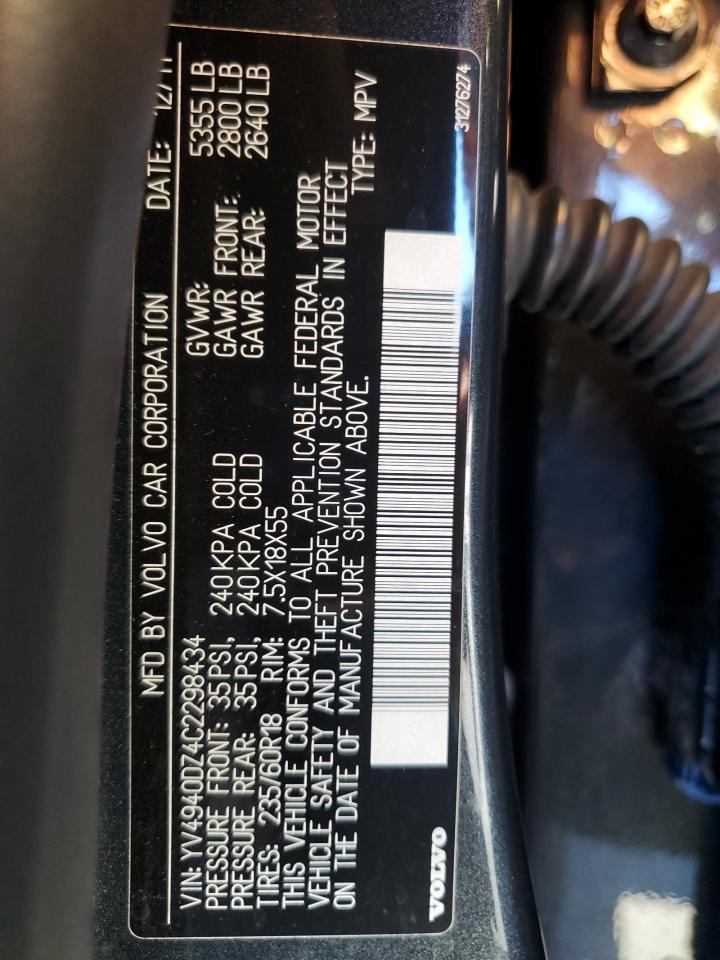 MFD BY VOLVO CAR CORPORATION DATE: 12/11
VIN: YV4940DZ4C2298434 GVWR: 5355 LB
PRESSURE FRONT: 35 PSI, 240 KPA COLD GAWR FRONT: 2800 LB
PRESSURE REAR: 35 PSI, 240 KPA COLD GAWR REAR: 2640 LB
TIRES: 235/60R18 RIM: 7.5X18X55
THIS VEHICLE CONFORMS TO ALL APPLICABLE FEDERAL MOTOR
VEHICLE SAFETY AND THEFT PREVENTION STANDARDS IN EFFECT
ON THE DATE OF MANUFACTURE SHOWN ABOVE. TYPE: MPV
VOLVO 31276274